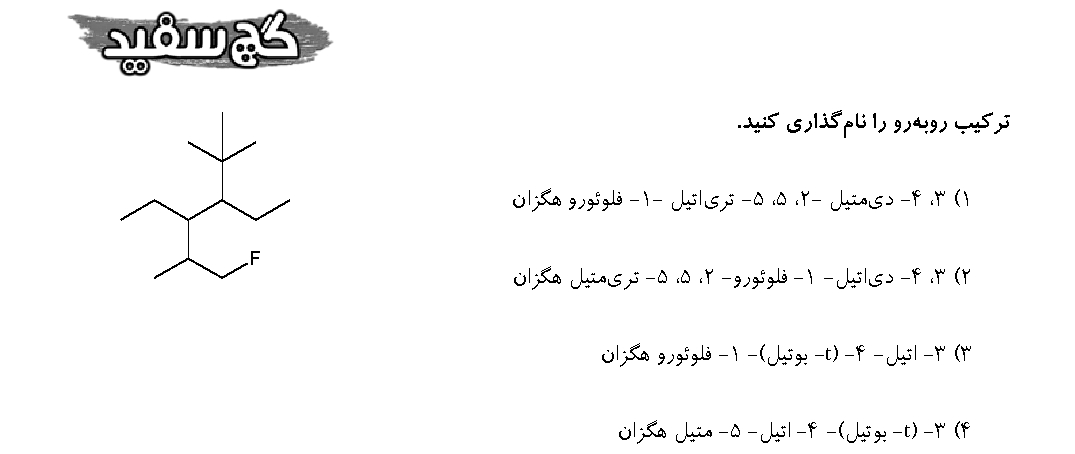 گچ سفید
ترکیب روبه‌رو را نام‌گذاری کنید.
۱) ۳، ۴- دی‌متیل -۲، ۵، ۵- تری‌اتیل -۱- فلوئورو هگزان
F
۲) ۳، ۴- دی‌اتیل- ۱- فلوئورو- ۲، ۵، ۵- تری‌متیل هگزان
۳) ۳- اتیل- ۴- (t- بوتیل)- ۱- فلوئورو هگزان
۴) ۳- (t- بوتیل)- ۴- اتیل- ۵- متیل هگزان